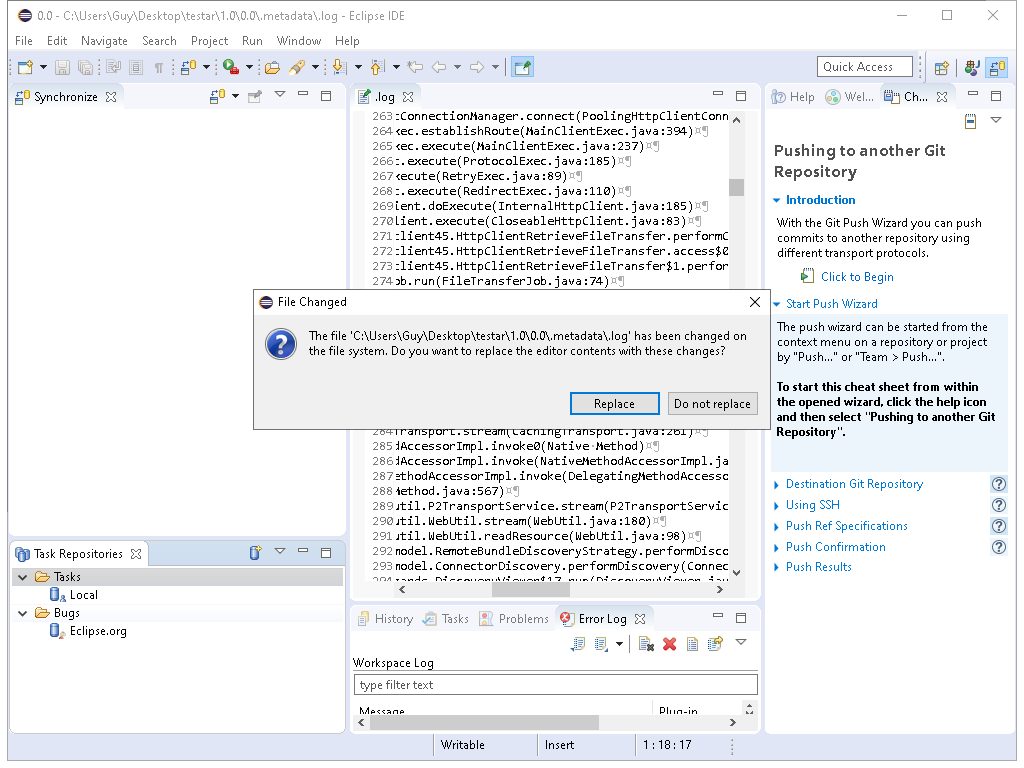 0.0 - C:\Users\Guy\Desktop\testar\1.0\0.0\.metadata\.log - Eclipse IDE
File Edit Navigate Search Project Run Window Help
Quick Access
Synchronize
.log
263 :ConnectionManager.connect(PoolingHttpClientConn
264 kec.establishRoute(MainClientExec.java:394)¤¶
265 kec.execute(MainClientExec.java:237)¤¶
266 :.execute(ProtocolExec.java:185)¤¶
267 kecute(RetryExec.java:89)¤¶
268 :.execute(RedirectExec.java:110)¤¶
269 ient.doExecute(InternalHttpClient.java:185)¤¶
270 lient.execute(CloseableHttpClient.java:83)¤¶
271 :lient45.HttpClientRetrieveFileTransfer.performC
272 :lient45.HttpClientRetrieveFileTransfer.access$0
273 :lient45.HttpClientRetrieveFileTransfer$1.perfor
274 ob.run(FileTransferJob.java:74)¤¶
File Changed
The file 'C:\Users\Guy\Desktop\testar\1.0\0.0\.metadata\.log' has been changed on
the file system. Do you want to replace the editor contents with these changes?
Replace Do not replace
284 Transport.stream(CachingTransport.java:261)¤¶
285 dAccessorImpl.invoke0(Native·Method)¤¶
286 dAccessorImpl.invoke(NativeMethodAccessorImpl.ja
287 ethodAccessorImpl.invoke(DelegatingMethodAccesso
288 Method.java:567)¤¶
289 util.P2TransportService.stream(P2TransportServic
290 util.WebUtil.stream(WebUtil.java:180)¤¶
291 util.WebUtil.readResource(WebUtil.java:98)¤¶
292 model.RemoteBundleDiscoveryStrategy.performDisco
293 model.ConnectorDiscovery.performDiscovery(Connec
294 ands.DiscoveryViewer$17.run(DiscoveryViewer.jav
Help Wel... Ch...
Pushing to another Git
Repository
Introduction
With the Git Push Wizard you can push
commits to another repository using
different transport protocols.
Click to Begin
Start Push Wizard
The push wizard can be started from the
context menu on a repository or project
by "Push..." or "Team > Push...".
To start this cheat sheet from within
the opened wizard, click the help icon
and then select "Pushing to another Git
Repository".
Destination Git Repository
Using SSH
Push Ref Specifications
Push Confirmation
Push Results
Task Repositories
Tasks
Local
Bugs
Eclipse.org
History Tasks Problems Error Log
Workspace Log
type filter text
Message Plug-in
Writable Insert 1 : 18 : 17